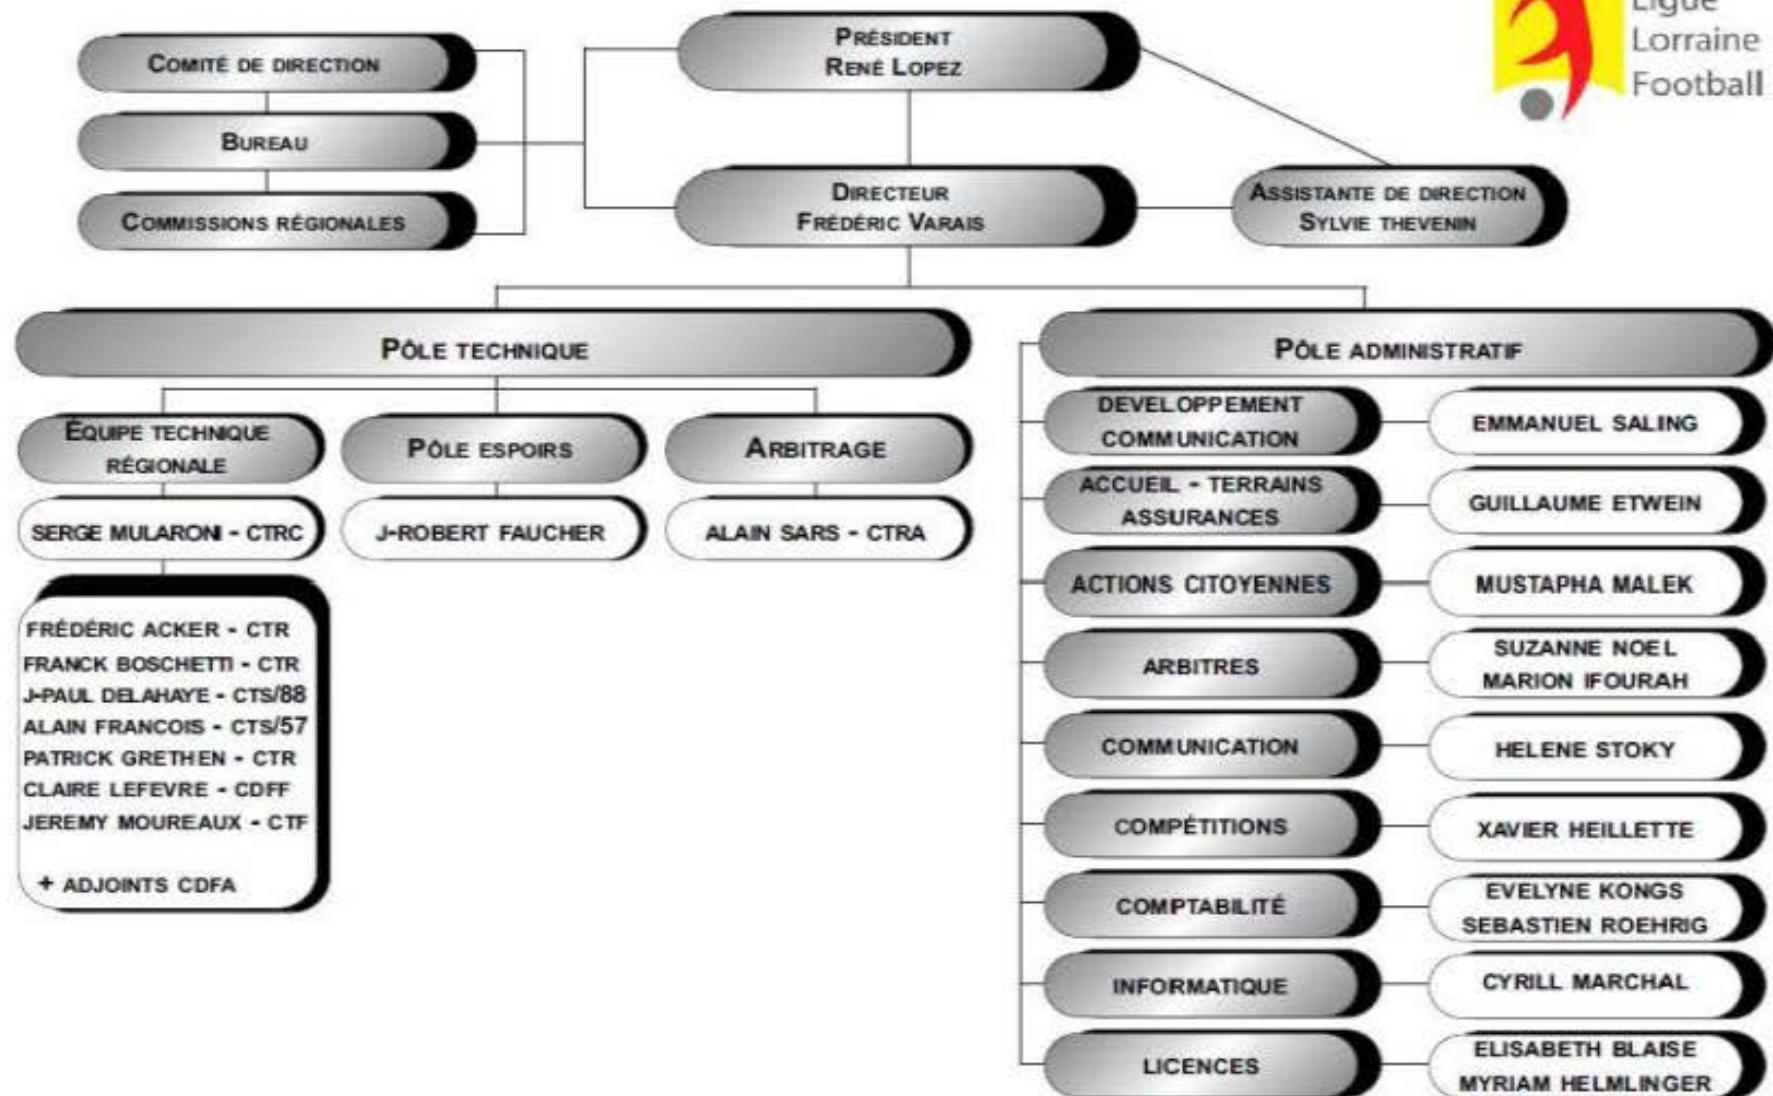 Ligue
Lorraine
Football
COMITÉ DE DIRECTION
BUREAU
COMMISSIONS RÉGIONALES
PRÉSIDENT
RENÉ LOPEZ
DIRECTEUR
FRÉDÉRIC VARAIS
ASSISTANTE DE DIRECTION
SYLVIE THEVENIN
PÔLE TECHNIQUE
ÉQUIPE TECHNIQUE
RÉGIONALE
SERGE MULARONI - CTRC
FRÉDÉRIC ACKER - CTR
FRANCK BOSCHETTI - CTR
J-PAUL DELAHAYE - CTS/88
ALAIN FRANCOIS - CTS/57
PATRICK GRETHEN - CTR
CLAIRE LEFEVRE - CDFF
JEREMY MOUREAUX - CTF
+ ADJOINTS CDFA
PÔLE ESPOIRS
J-ROBERT FAUCHER
ARBITRAGE
ALAIN SARS - CTRA
PÔLE ADMINISTRATIF
DEVELOPPEMENT
COMMUNICATION
EMMANUEL SALING
ACCUEIL - TERRAINS
ASSURANCES
GUILLAUME ETWEIN
ACTIONS CITOYENNES
MUSTAPHA MALEK
ARBITRES
SUZANNE NOEL
MARION IFOURAH
COMMUNICATION
HELENE STOKY
COMPÉTITIONS
XAVIER HEILLETTE
COMPTABILITÉ
EVELYNE KONGS
SEBASTIEN ROEHRIG
INFORMATIQUE
CYRILL MARCHAL
LICENCES
ELISABETH BLAISE
MYRIAM HELMLINGER